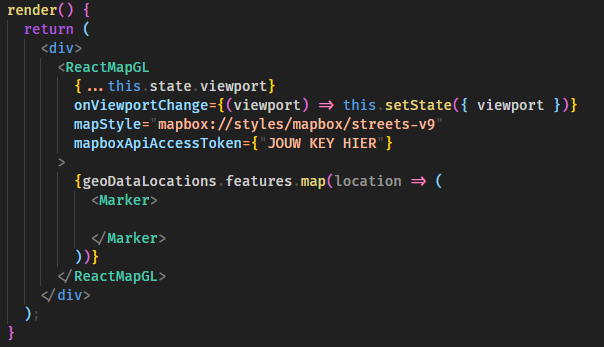 render() {
return (
<div>
<ReactMapGL
{...this.state.viewport}
onViewportChange={(viewport) => this.setState({ viewport })}
mapStyle="mapbox://styles/mapbox/streets-v9"
mapboxApiAccessToken={"JOUW KEY HIER"}
>
{geoDataLocations.features.map(location => (
<Marker>
</Marker>
))}
</ReactMapGL>
</div>
);
}